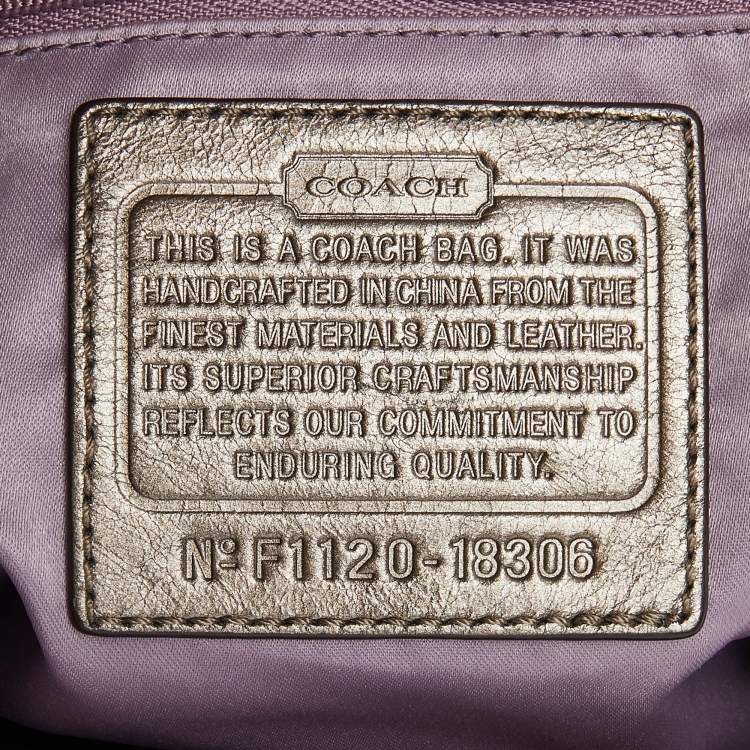 COACH
THIS IS A COACH BAG. IT WAS
HANDCRAFTED IN CHINA FROM THE
FINEST MATERIALS AND LEATHER.
ITS SUPERIOR CRAFTSMANSHIP
REFLECTS OUR COMMITMENT TO
ENDURING QUALITY.
Nº F1120-18306